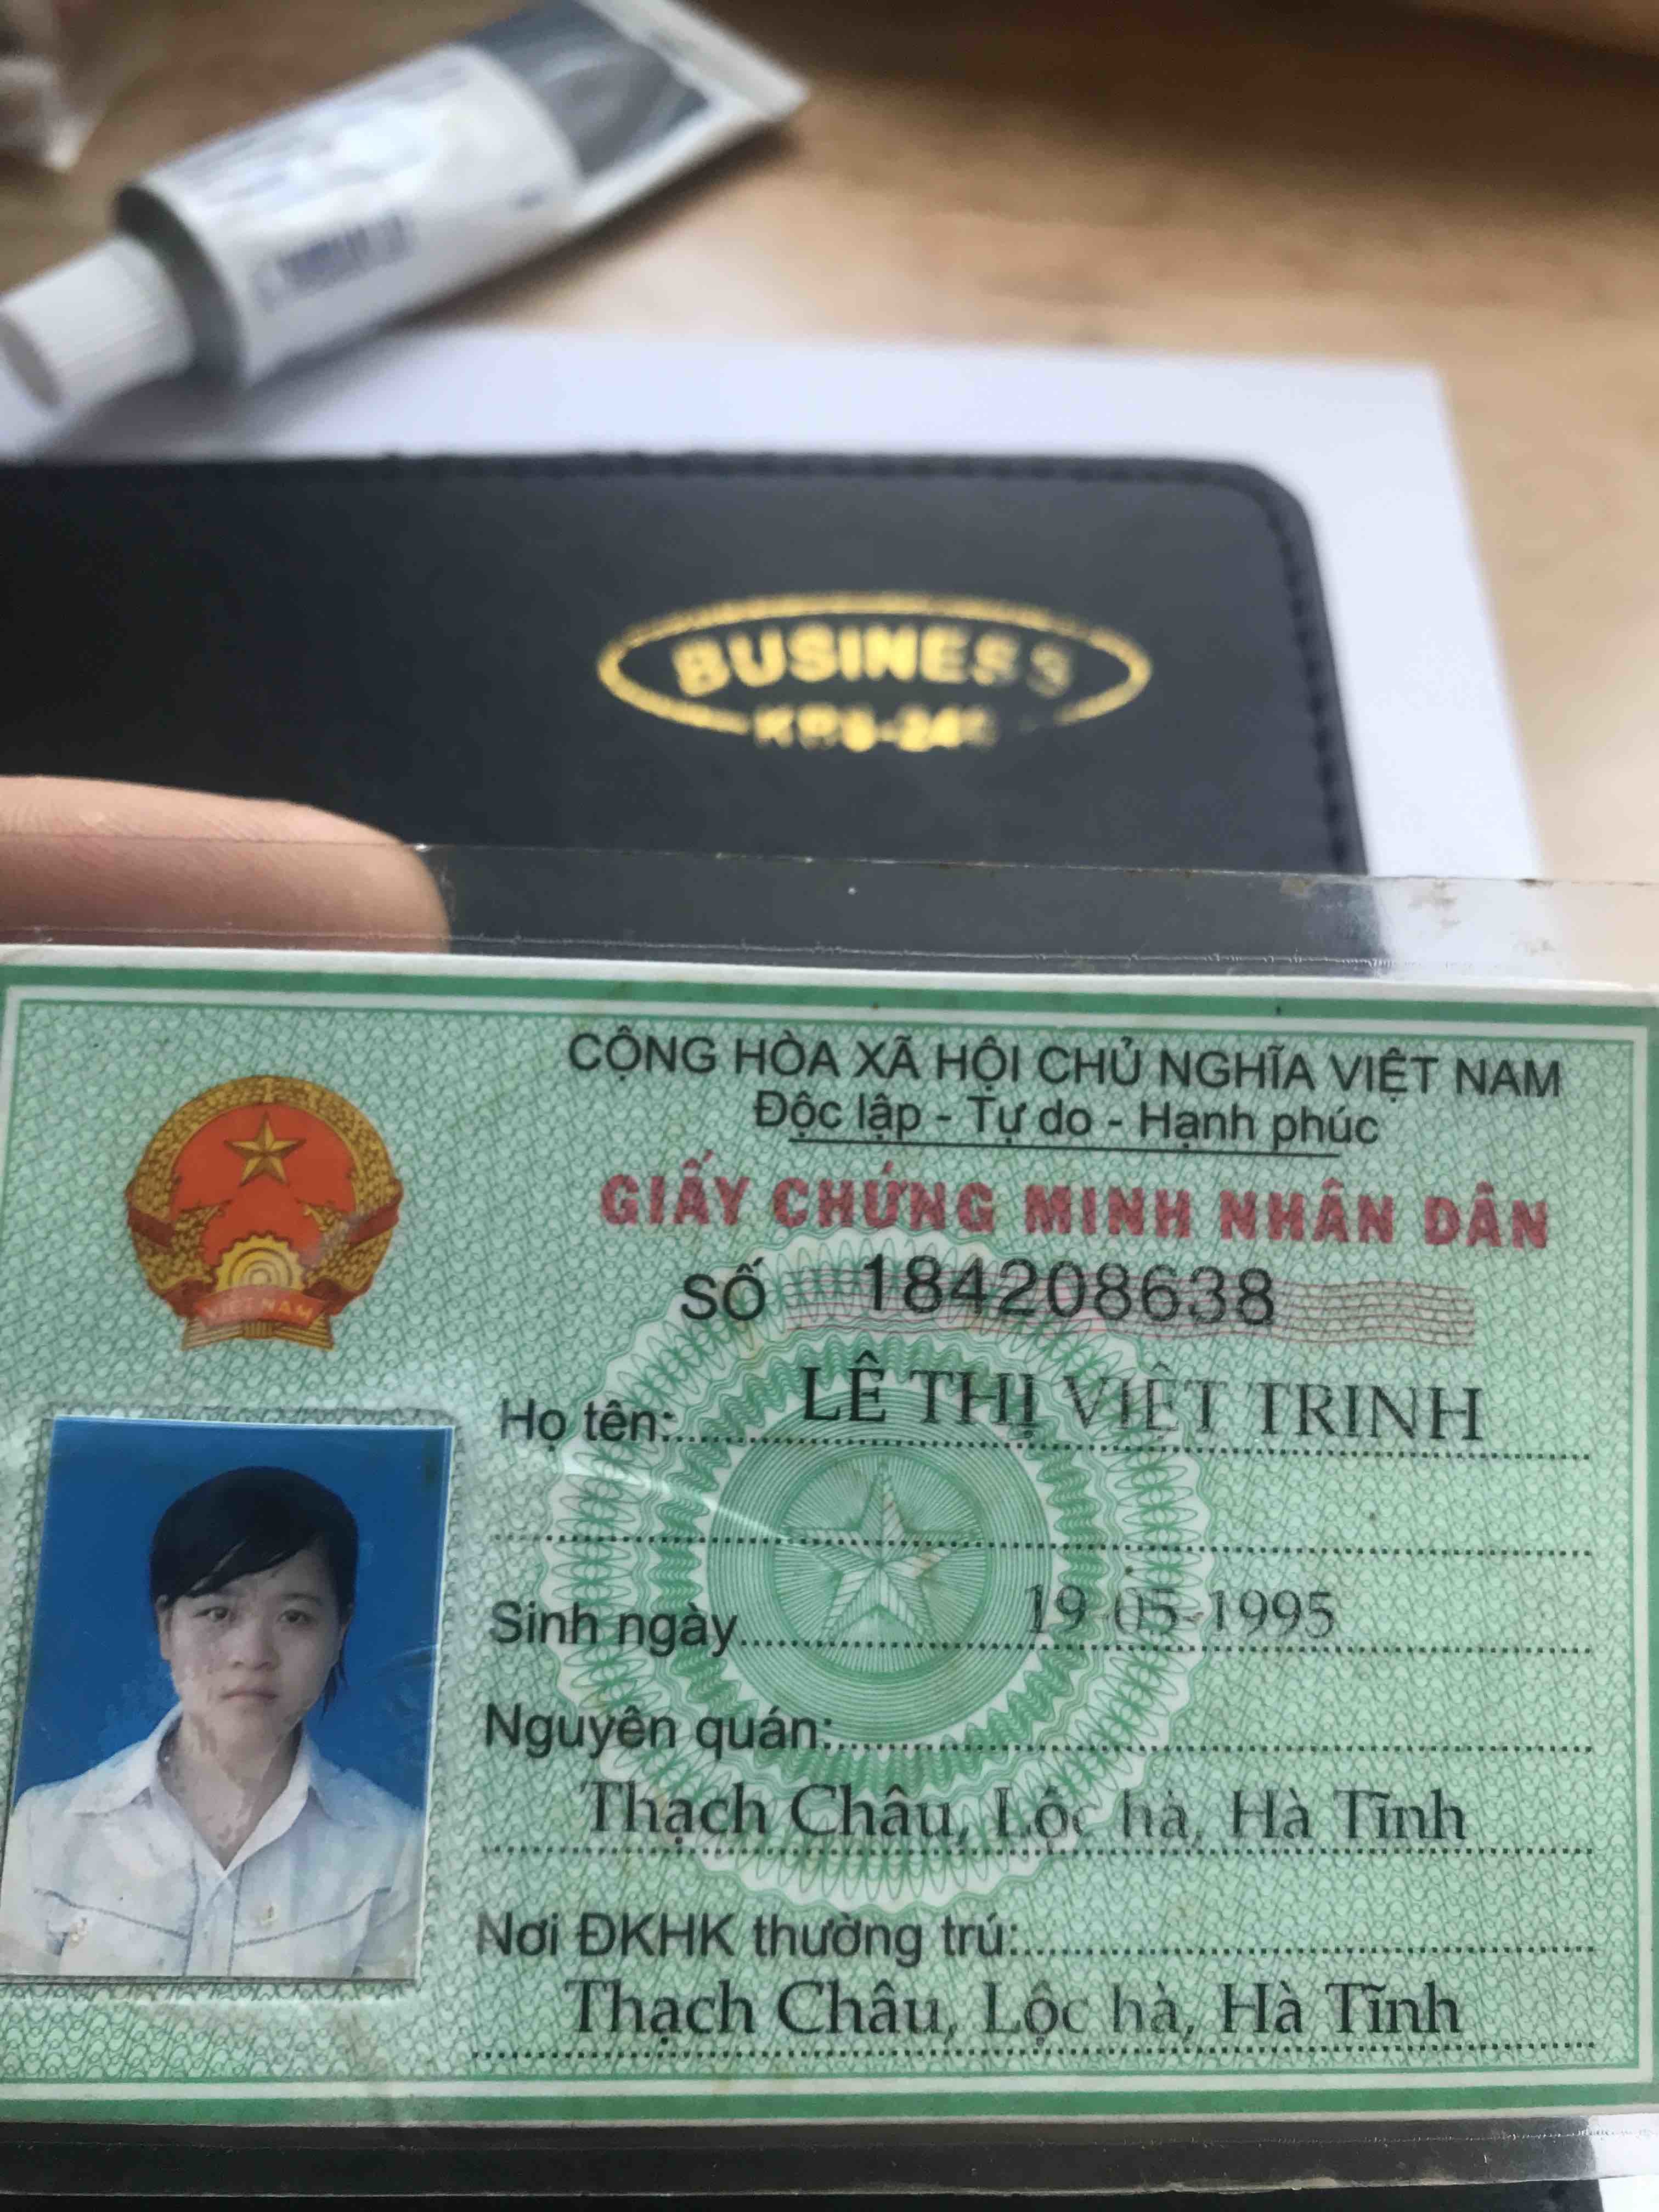 BUSINESS
CỘNG HÒA XÃ HỘI CHỦ NGHĨA VIỆT NAM
Độc lập - Tự do - Hạnh phúc
GIẤY CHỨNG MINH NHÂN DÂN
SỐ 184208638
VIỆT NAM
Họ tên: LÊ THỊ VIỆT TRINH
Sinh ngày 19-05-1995
Nguyên quán:
Thạch Châu, Lộc hà, Hà Tĩnh
Nơi ĐKHK thường trú:
Thạch Châu, Lộc hà, Hà Tĩnh